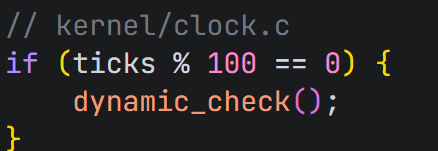 // kernel/clock.c
if (ticks % 100 == 0) {
    dynamic_check();
}